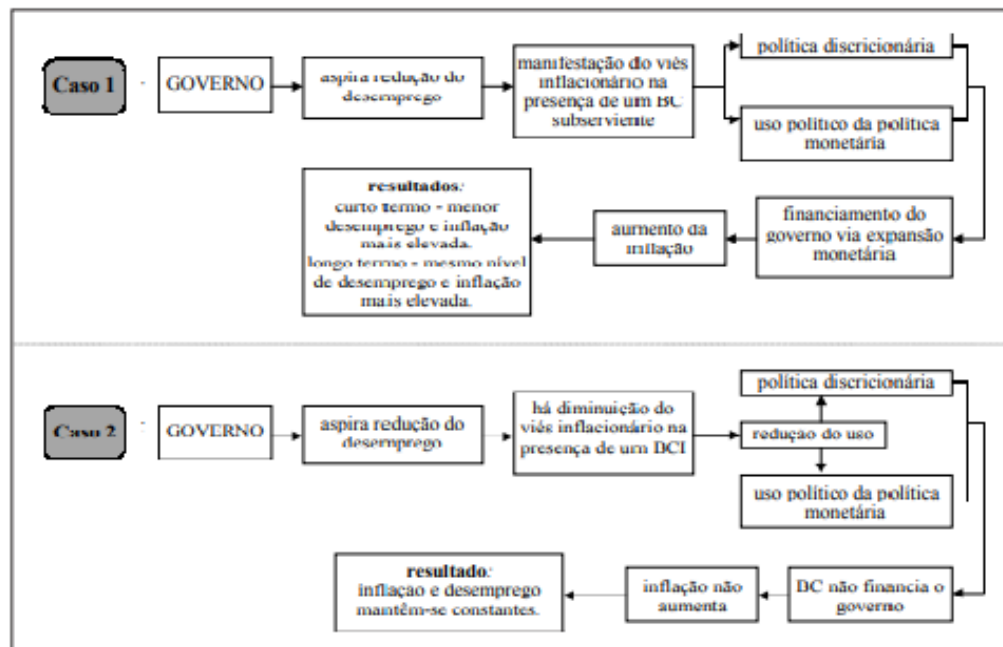 Caso 1
GOVERNO
aspira redução do
desemprego
manifestação do viés
inflacionário na
presença de um BC
subserviente
política discricionária
uso político da política
monetária
financiamento do
governo via expansão
monetária
aumento da
inflação
resultados:
curto termo - menor
desemprego e inflação
mais elevada.
longo termo - mesmo nível
de desemprego e inflação
mais elevada.
Caso 2
GOVERNO
aspira redução do
desemprego
há diminuição do
viés inflacionário na
presença de um BCI
política discricionária
redução do uso
uso político da política
monetária
BC não financia o
governo
inflação não
aumenta
resultado:
inflação e desemprego
mantêm-se constantes.